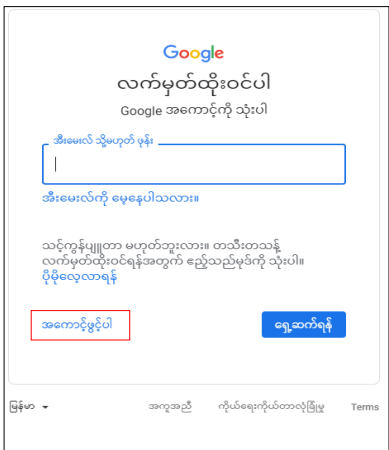 Google
လက်မှတ်ထိုးဝင်ပါ
Google အကောင့်ကို သုံးပါ
အီးမေးလ် သို့မဟုတ် ဖုန်း
အီးမေးလ်ကို မေ့နေပါသလား။
သင့်ကွန်ပျူတာ မဟုတ်ဘူးလား။ တသီးတသန့်
လက်မှတ်ထိုးဝင်ရန်အတွက် ဧည့်သည်မုဒ်ကို သုံးပါ။
ပိုမိုလေ့လာရန်
အကောင့်ဖွင့်ပါ
ရှေ့ဆက်ရန်
မြန်မာ အကူအညီ ကိုယ်ရေးကိုယ်တာလုံခြုံမှု Terms